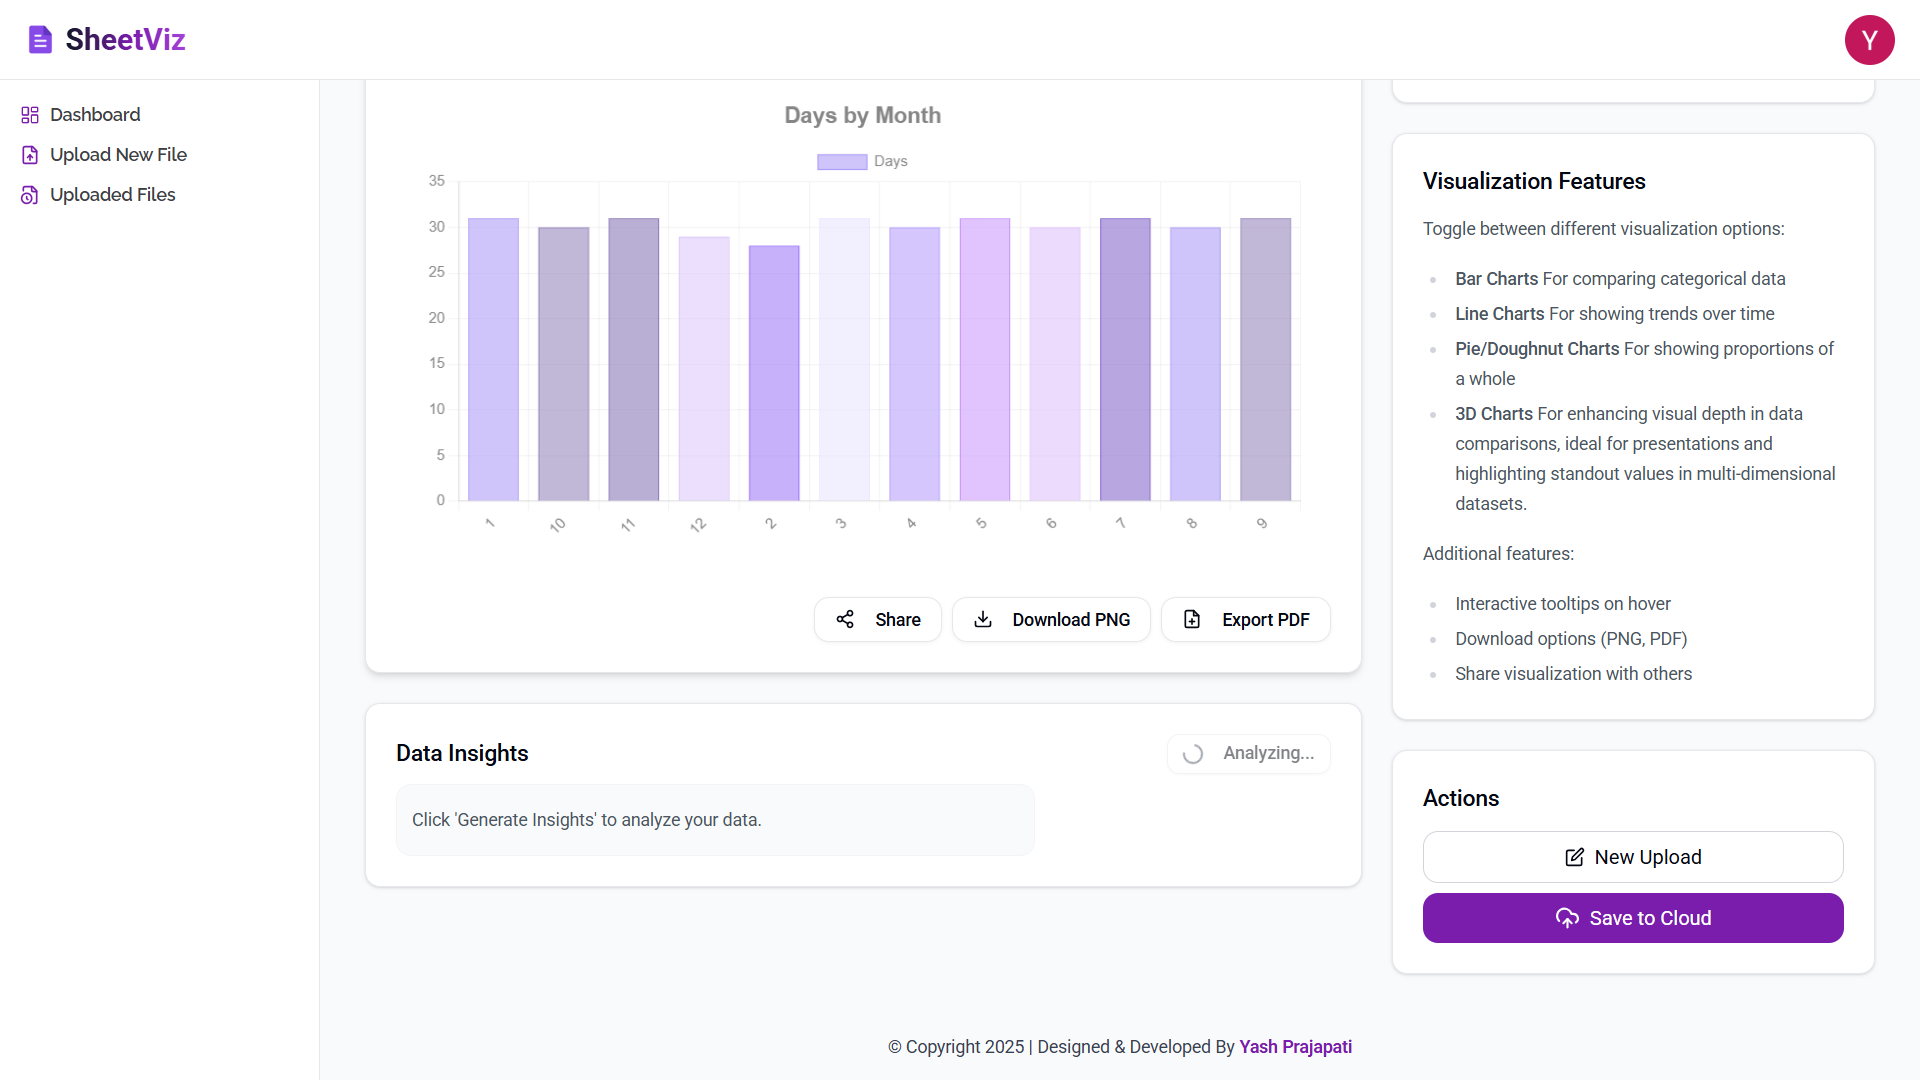 SheetViz
Y
Dashboard
Upload New File
Uploaded Files
Days by Month
Days
35
30
25
20
15
10
5
0
1 10 11 12 2 3 4 5 6 7 8 9
Share
Download PNG
Export PDF
Data Insights
Analyzing...
Click 'Generate Insights' to analyze your data.
Visualization Features
Toggle between different visualization options:
Bar Charts For comparing categorical data
Line Charts For showing trends over time
Pie/Doughnut Charts For showing proportions of
a whole
3D Charts For enhancing visual depth in data
comparisons, ideal for presentations and
highlighting standout values in multi-dimensional
datasets.
Additional features:
Interactive tooltips on hover
Download options (PNG, PDF)
Share visualization with others
Actions
New Upload
Save to Cloud
© Copyright 2025 | Designed & Developed By Yash Prajapati